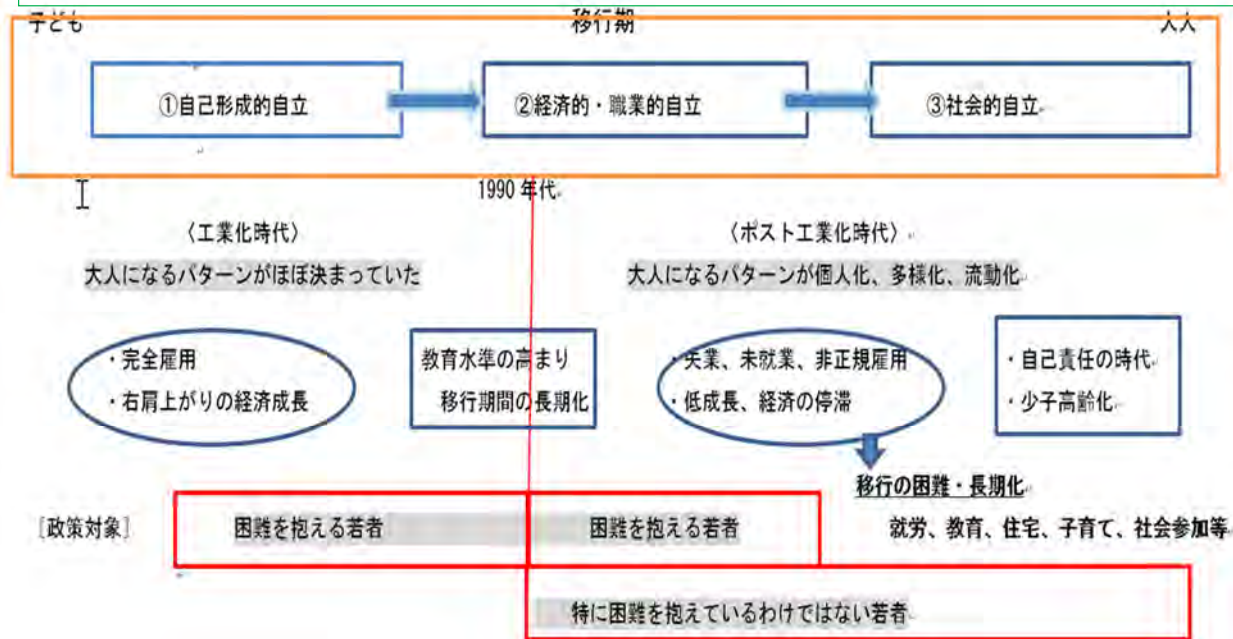 子ども 移行期 大人
①自己形成的自立 ②経済的・職業的自立 ③社会的自立
1990年代
〈工業化時代〉 〈ポスト工業化時代〉
大人になるパターンがほぼ決まっていた 大人になるパターンが個人化、多様化、流動化
・完全雇用
・右肩上がりの経済成長
教育水準の高まり
移行期間の長期化
・失業、未就業、非正規雇用
・低成長、経済の停滞
・自己責任の時代
・少子高齢化
移行の困難・長期化
就労、教育、住宅、子育て、社会参加等
［政策対象］ 困難を抱える若者 困難を抱える若者
特に困難を抱えているわけではない若者